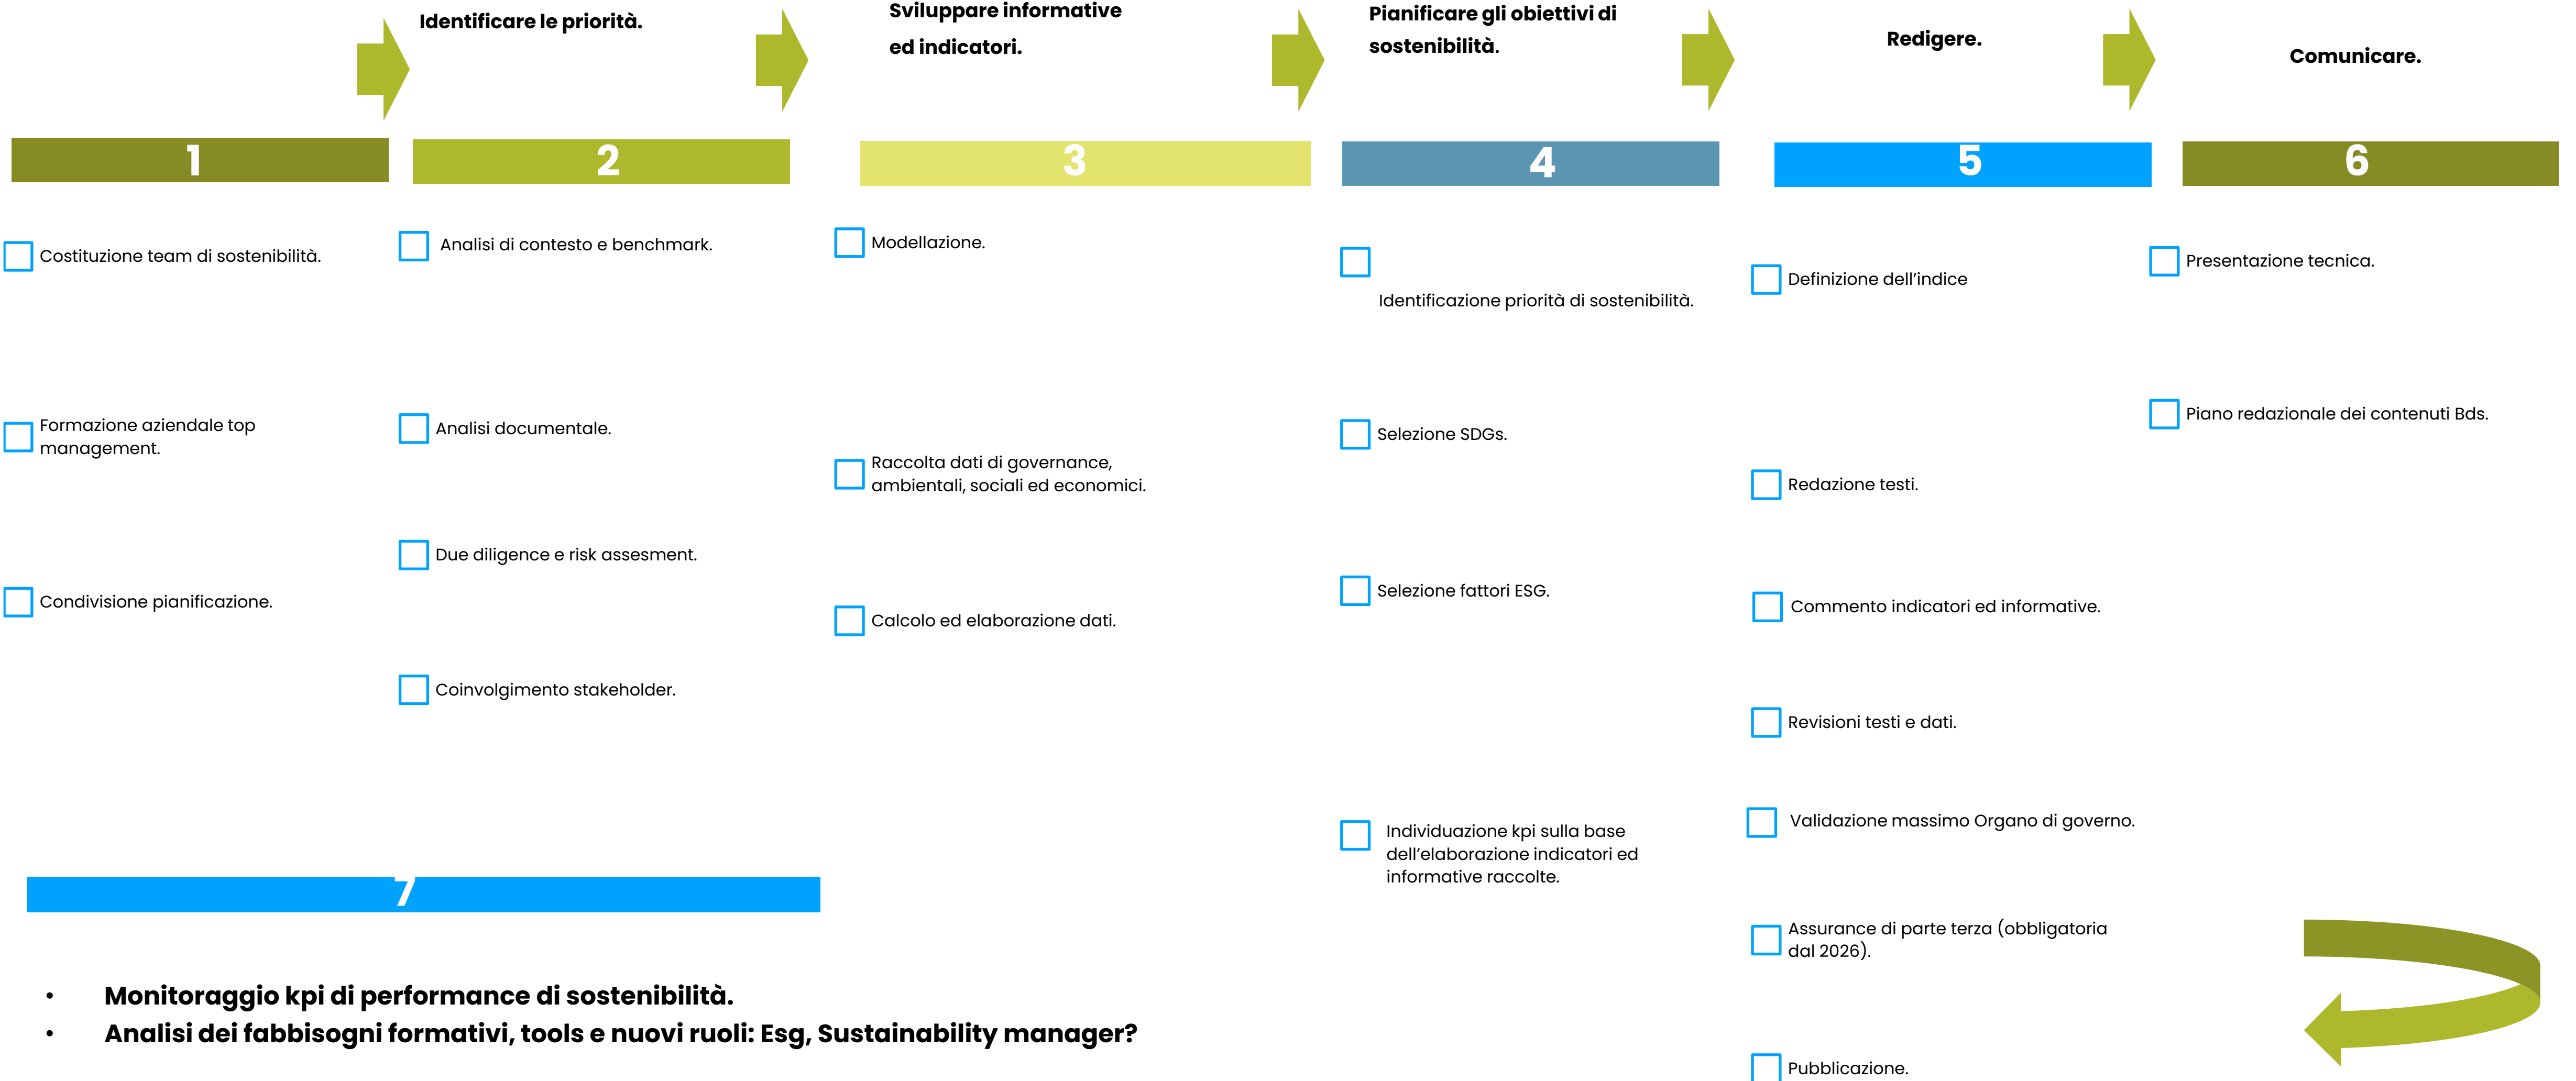 Identificare le priorità.
Sviluppare informative
ed indicatori.
Pianificare gli obiettivi di
sostenibilità.
Redigere.
Comunicare.
1
2
3
4
5
6
Costituzione team di sostenibilità.
Formazione aziendale top
management.
Condivisione pianificazione.
Analisi di contesto e benchmark.
Analisi documentale.
Due diligence e risk assesment.
Coinvolgimento stakeholder.
Modellazione.
Raccolta dati di governance,
ambientali, sociali ed economici.
Calcolo ed elaborazione dati.
Identificazione priorità di sostenibilità.
Selezione SDGs.
Selezione fattori ESG.
Individuazione kpi sulla base
dell’elaborazione indicatori ed
informative raccolte.
Definizione dell’indice
Redazione testi.
Commento indicatori ed informative.
Revisioni testi e dati.
Validazione massimo Organo di governo.
Assurance di parte terza (obbligatoria
dal 2026).
Pubblicazione.
Presentazione tecnica.
Piano redazionale dei contenuti Bds.
7
• Monitoraggio kpi di performance di sostenibilità.
• Analisi dei fabbisogni formativi, tools e nuovi ruoli: Esg, Sustainability manager?